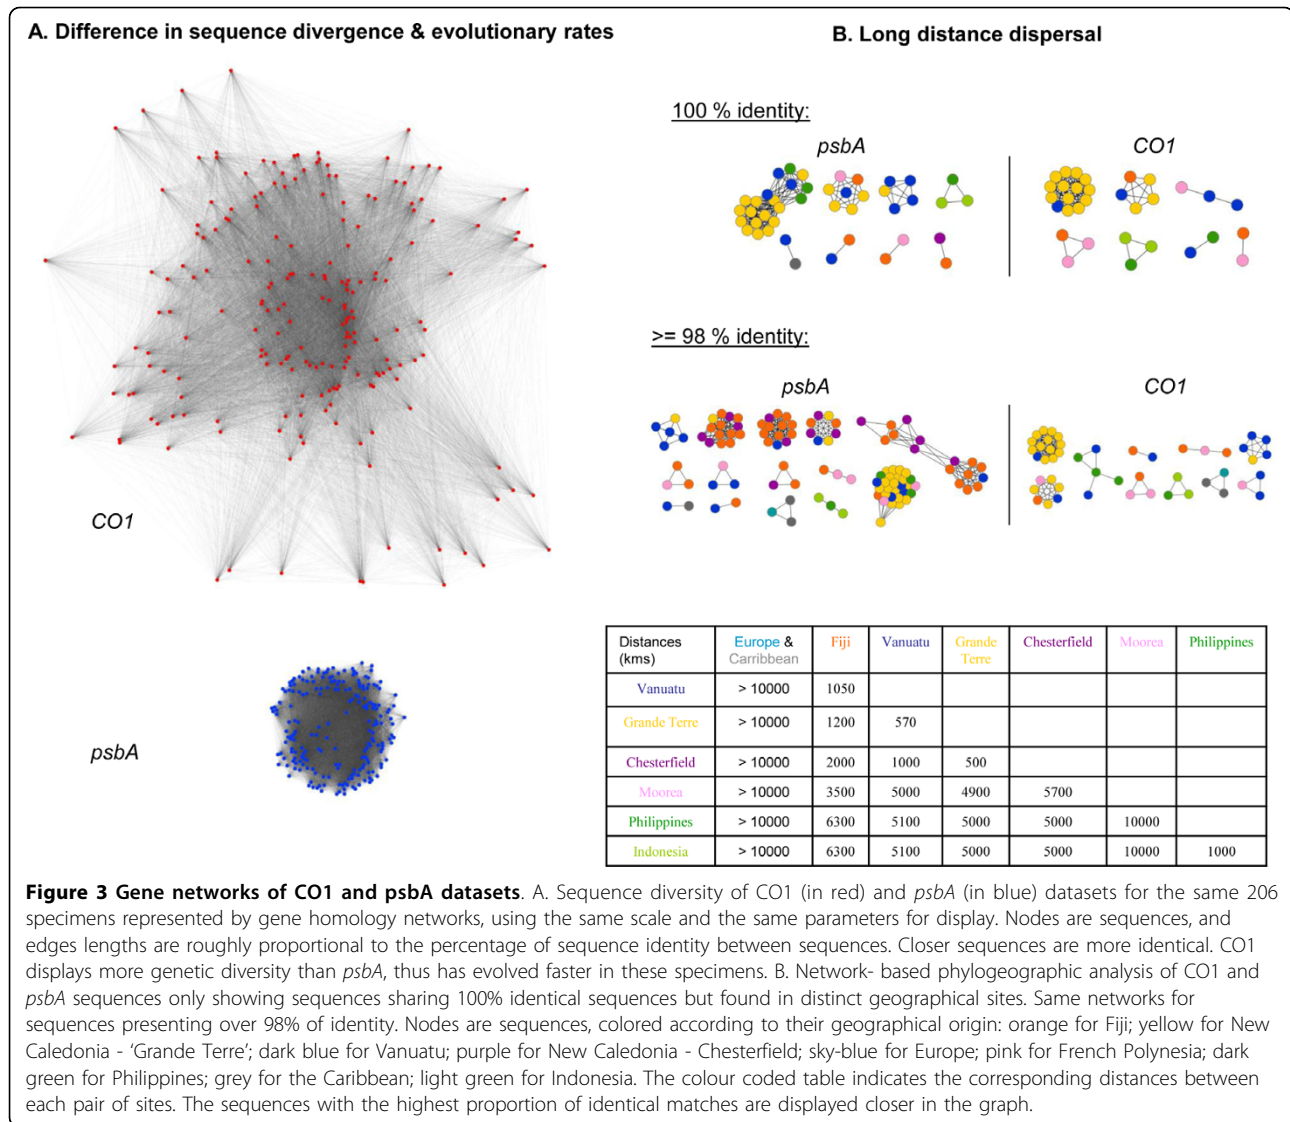 A. Difference in sequence divergence & evolutionary rates
B. Long distance dispersal
100 % identity:
psbA
CO1
>= 98 % identity:
psbA
CO1
CO1
psbA
Distances (kms) Europe & Carribbean Fiji Vanuatu Grande Terre Chesterfield Moorea Philippines
Vanuatu > 10000 1050
Grande Terre > 10000 1200 570
Chesterfield > 10000 2000 1000 500
Moorea > 10000 3500 5000 4900 5700
Philippines > 10000 6300 5100 5000 5000 10000
Indonesia > 10000 6300 5100 5000 5000 10000 1000
Figure 3 Gene networks of CO1 and psbA datasets. A. Sequence diversity of CO1 (in red) and psbA (in blue) datasets for the same 206
specimens represented by gene homology networks, using the same scale and the same parameters for display. Nodes are sequences, and
edges lengths are roughly proportional to the percentage of sequence identity between sequences. Closer sequences are more identical. CO1
displays more genetic diversity than psbA, thus has evolved faster in these specimens. B. Network- based phylogeographic analysis of CO1 and
psbA sequences only showing sequences sharing 100% identical sequences but found in distinct geographical sites. Same networks for
sequences presenting over 98% of identity. Nodes are sequences, colored according to their geographical origin: orange for Fiji; yellow for New
Caledonia - ‘Grande Terre’; dark blue for Vanuatu; purple for New Caledonia - Chesterfield; sky-blue for Europe; pink for French Polynesia; dark
green for Philippines; grey for the Caribbean; light green for Indonesia. The colour coded table indicates the corresponding distances between
each pair of sites. The sequences with the highest proportion of identical matches are displayed closer in the graph.